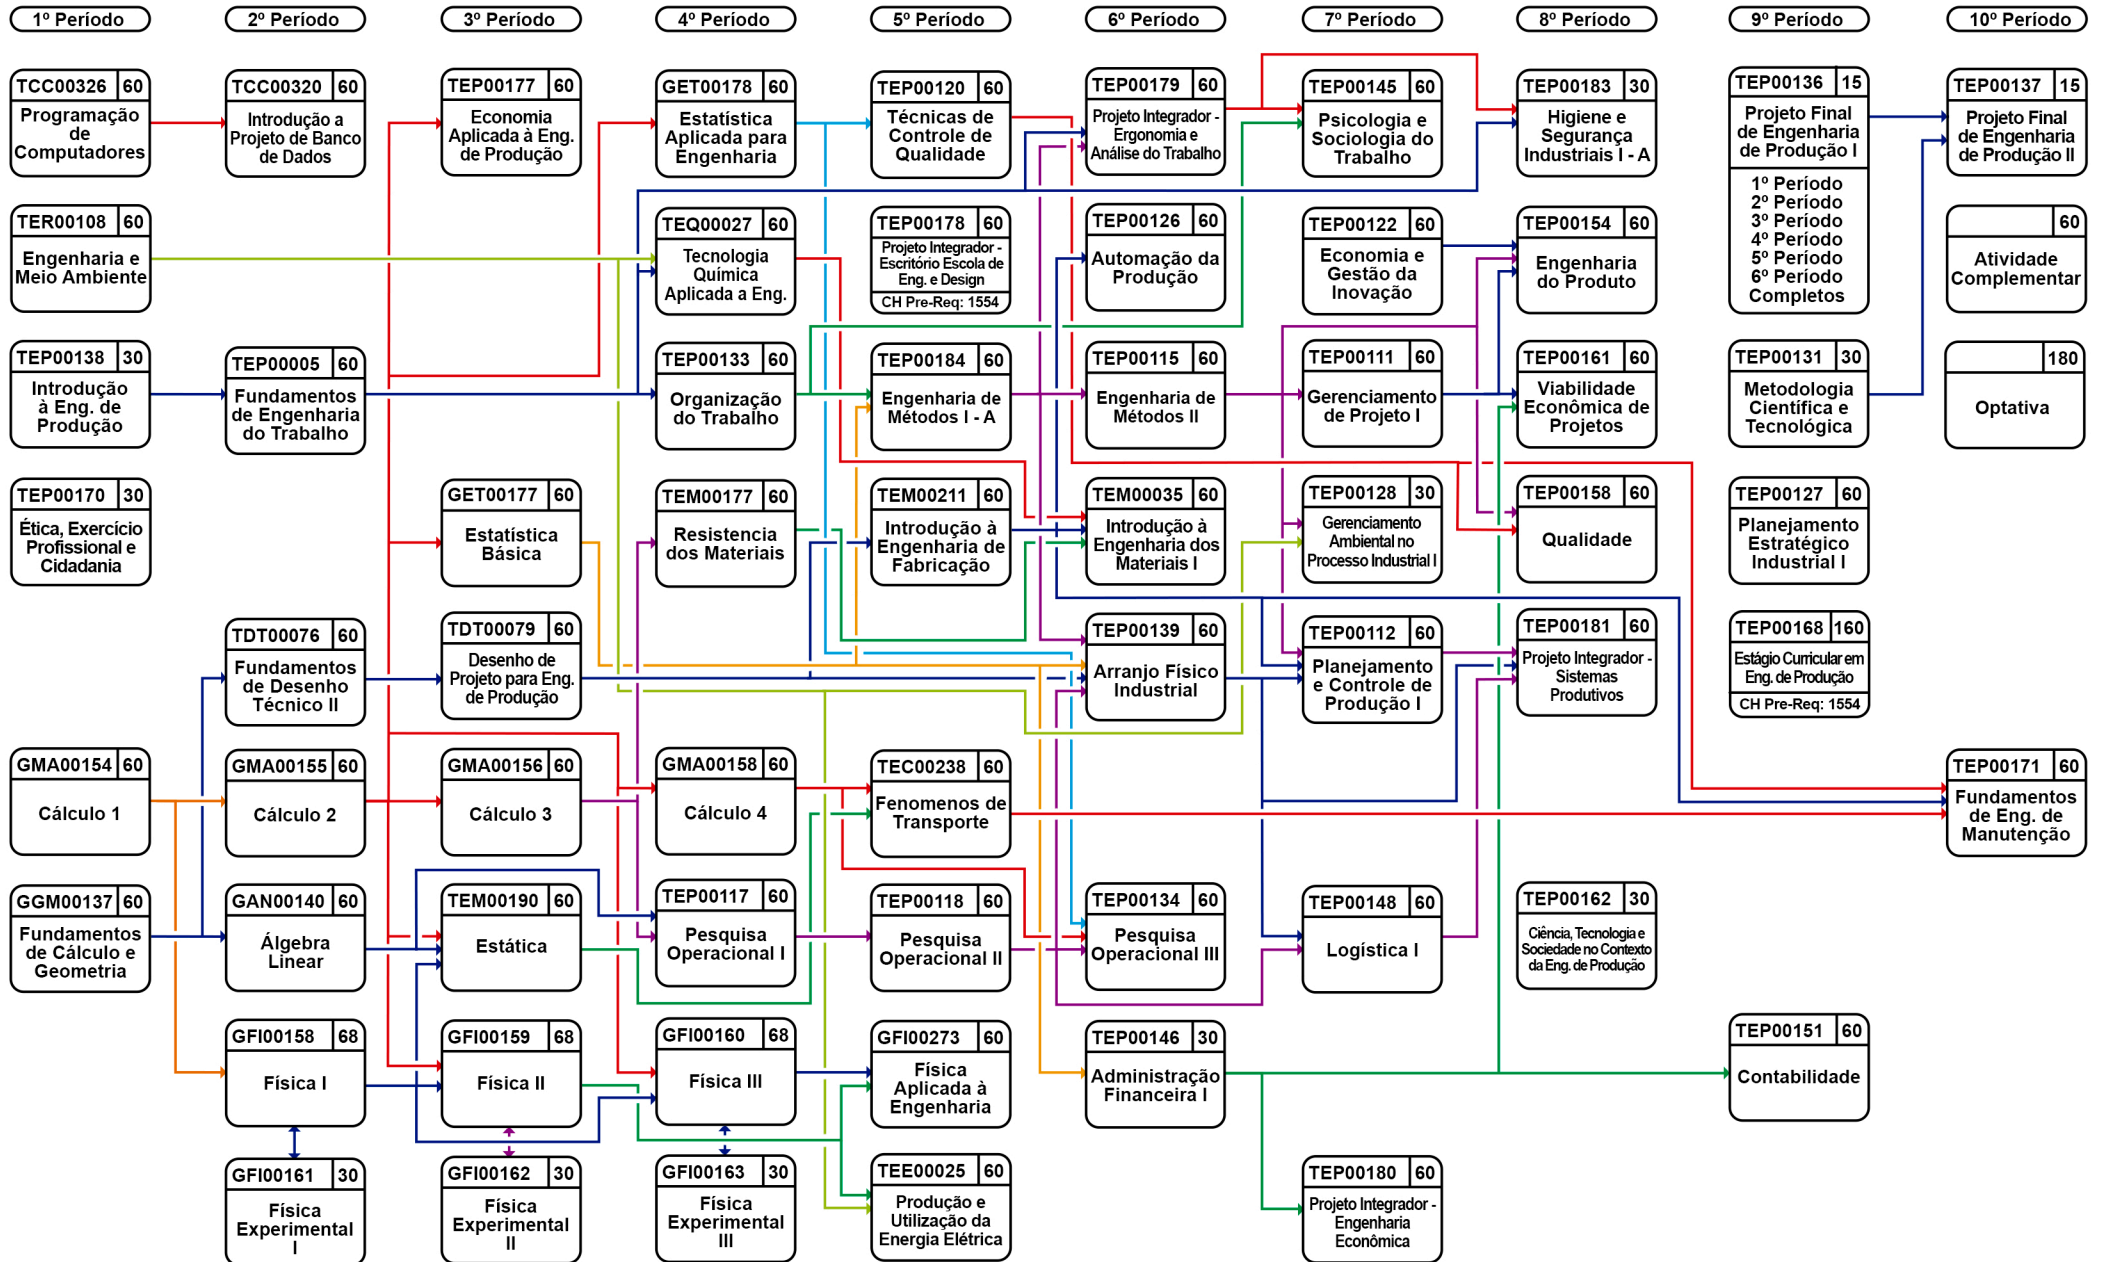 1º Período
2º Período
3º Período
4º Período
5º Período
6º Período
7º Período
8º Período
9º Período
10º Período
TCC00326 60
Programação
de
Computadores
TER00108 60
Engenharia e
Meio Ambiente
TEP00138 30
Introdução
à Eng. de
Produção
TEP00170 30
Ética, Exercício
Profissional e
Cidadania
GMA00154 60
Cálculo 1
GGM00137 60
Fundamentos
de Cálculo e
Geometria
TCC00320 60
Introdução a
Projeto de Banco
de Dados
TEP00005 60
Fundamentos
de Engenharia
do Trabalho
TDT00076 60
Fundamentos
de Desenho
Técnico II
GMA00155 60
Cálculo 2
GAN00140 60
Álgebra
Linear
GFI00158 68
Física I
GFI00161 30
Física
Experimental
I
TEP00177 60
Economia
Aplicada à Eng.
de Produção
GET00177 60
Estatística
Básica
TDT00079 60
Desenho de
Projeto para Eng.
de Produção
GMA00156 60
Cálculo 3
TEM00190 60
Estática
GFI00159 68
Física II
GFI00162 30
Física
Experimental
II
GET00178 60
Estatística
Aplicada para
Engenharia
TEQ00027 60
Tecnologia
Química
Aplicada a Eng.
TEP00133 60
Organização
do Trabalho
TEM00177 60
Resistencia
dos Materiais
GMA00158 60
Cálculo 4
TEP00117 60
Pesquisa
Operacional I
GFI00160 68
Física III
GFI00163 30
Física
Experimental
III
TEP00120 60
Técnicas de
Controle de
Qualidade
TEP00178 60
Projeto Integrador -
Escritório Escola de
Eng. e Design
CH Pre-Req: 1554
TEP00184 60
Engenharia de
Métodos I - A
TEM00211 60
Introdução à
Engenharia de
Fabricação
TEC00238 60
Fenomenos de
Transporte
TEP00118 60
Pesquisa
Operacional II
GFI00273 60
Física
Aplicada à
Engenharia
TEE00025 60
Produção e
Utilização da
Energia Elétrica
TEP00179 60
Projeto Integrador -
Ergonomia e
Análise do Trabalho
TEP00126 60
Automação da
Produção
TEP00115 60
Engenharia de
Métodos II
TEM00035 60
Introdução à
Engenharia dos
Materiais I
TEP00139 60
Arranjo Físico
Industrial
TEP00134 60
Pesquisa
Operacional III
TEP00146 30
Administração
Financeira I
TEP00145 60
Psicologia e
Sociologia do
Trabalho
TEP00122 60
Economia e
Gestão da
Inovação
TEP00111 60
Gerenciamento
de Projeto I
TEP00128 30
Gerenciamento
Ambiental no
Processo Industrial I
TEP00112 60
Planejamento
e Controle de
Produção I
TEP00148 60
Logística I
TEP00180 60
Projeto Integrador -
Engenharia
Econômica
TEP00183 30
Higiene e
Segurança
Industriais I - A
TEP00154 60
Engenharia
do Produto
TEP00161 60
Viabilidade
Econômica de
Projetos
TEP00158 60
Qualidade
TEP00181 60
Projeto Integrador -
Sistemas
Produtivos
TEP00162 30
Ciência, Tecnologia e
Sociedade no Contexto
da Eng. de Produção
TEP00136 15
Projeto Final
de Engenharia
de Produção I
1º Período
2º Período
3º Período
4º Período
5º Período
6º Período
Completos
TEP00131 30
Metodologia
Científica e
Tecnológica
TEP00127 60
Planejamento
Estratégico
Industrial I
TEP00168 160
Estágio Curricular em
Eng. de Produção
CH Pre-Req: 1554
TEP00151 60
Contabilidade
TEP00137 15
Projeto Final
de Engenharia
de Produção II
60
Atividade
Complementar
180
Optativa
TEP00171 60
Fundamentos
de Eng. de
Manutenção